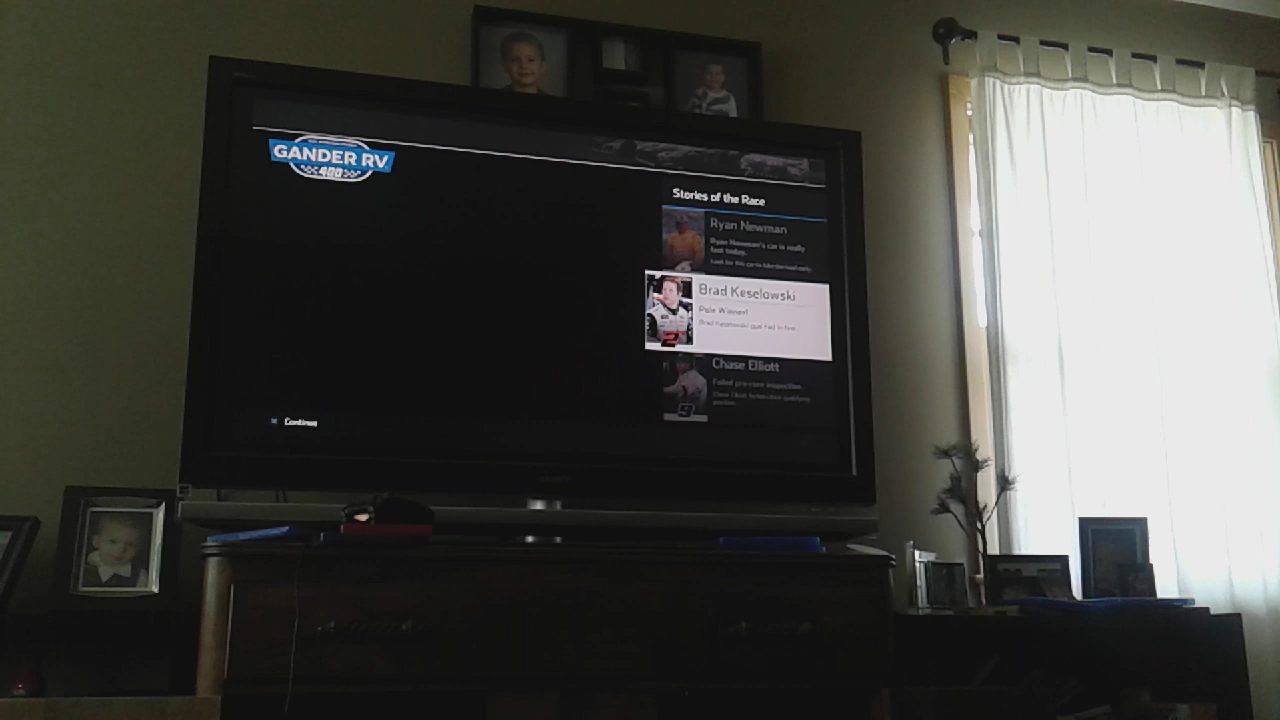 GANDER RV
400
Stories of the Race
Ryan Newman
Ryan Newman's car is really
fast today.
Brad Keselowski
Pole Winner!
Brad Keselowski qualified in first.
Chase Elliott
Failed pre-race inspection.
Continue